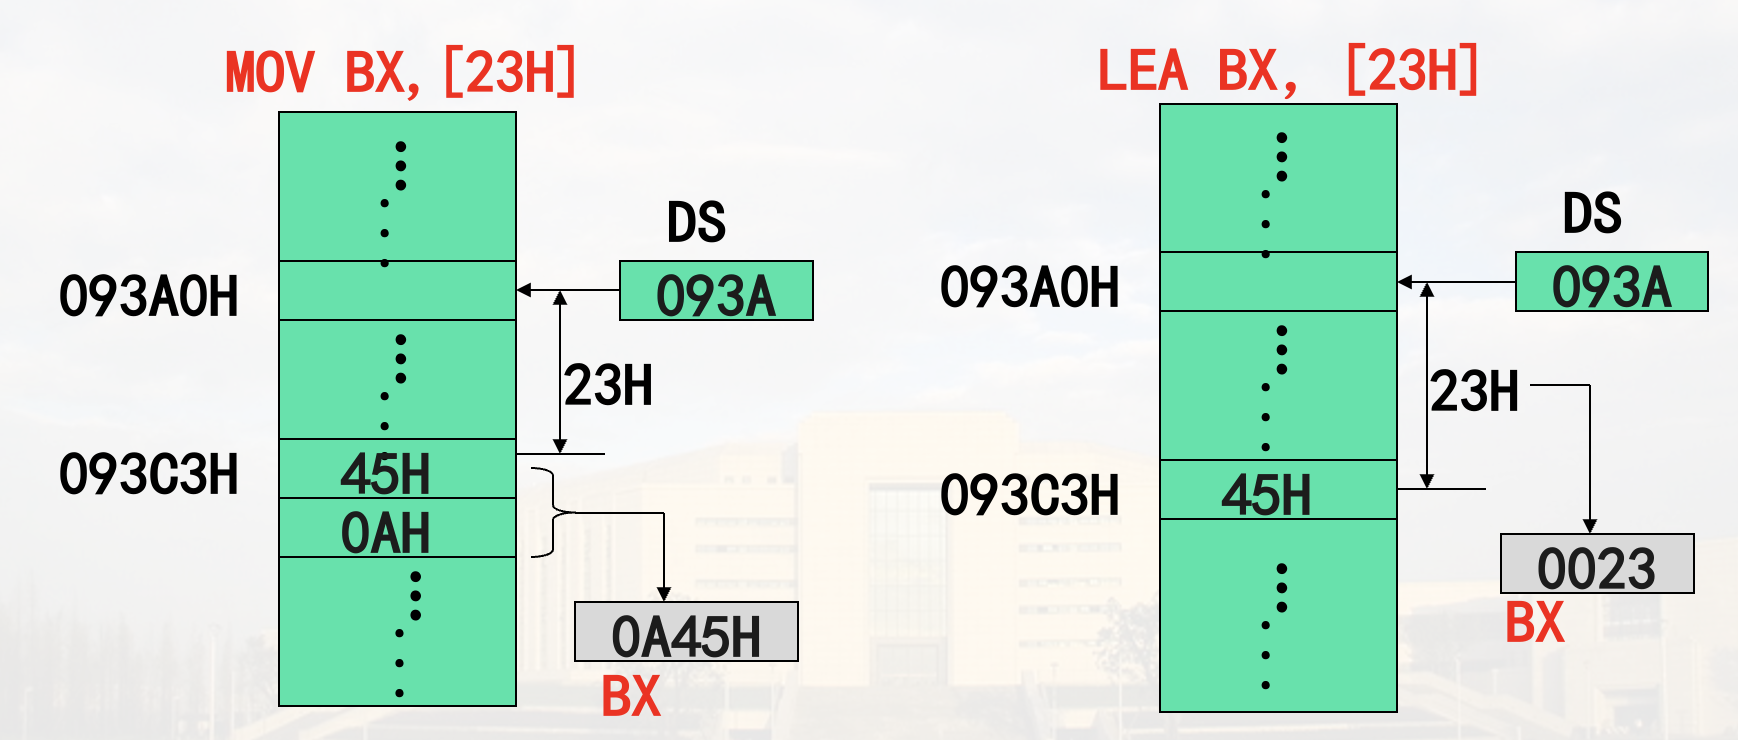 MOV BX,[23H]
DS
093A0H
093A
23H
093C3H
45H
0AH
0A45H
BX
LEA BX, [23H]
DS
093A0H
093A
23H
093C3H
45H
0023
BX